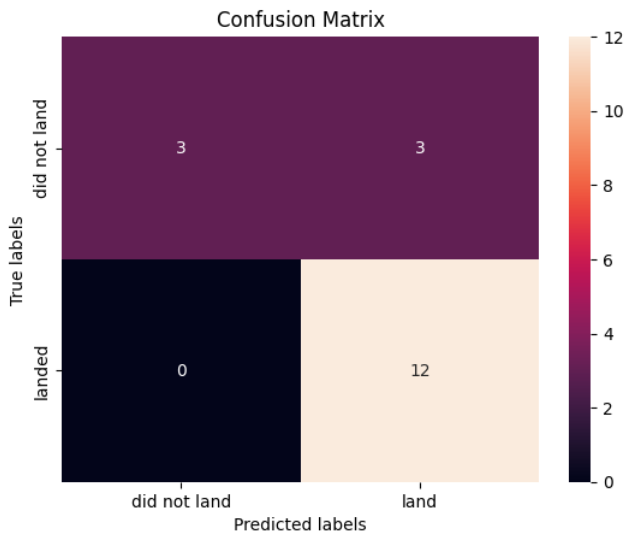 Confusion Matrix
True labels
did not land
3 3
landed
0 12
did not land land
Predicted labels
12
10
8
6
4
2
0